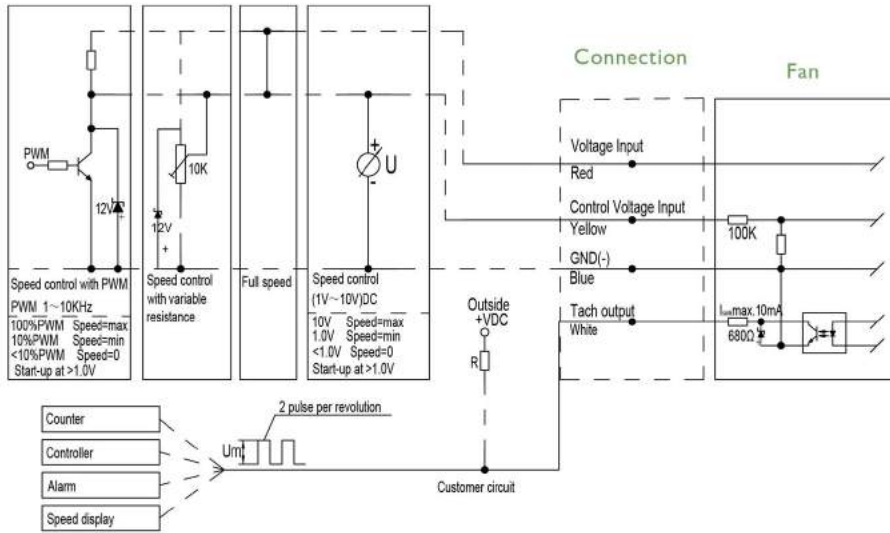 Connection
Fan
PWM
12V
12V
+
10K
+
U
-
Voltage Input
Red
Control Voltage Input
Yellow
100K
GND(-)
Blue
Tach output
White
max.10mA
680Ω
Speed control with PWM
PWM 1～10KHz
100%PWM Speed=max
10%PWM Speed=min
<10%PWM Speed=0
Start-up at >1.0V
Speed control
with variable
resistance
Full speed
Speed control
(1V～10V)DC
10V Speed=max
1.0V Speed=min
<1.0V Speed=0
Start-up at >1.0V
Outside
+VDC
R
Counter
Controller
Alarm
Speed display
2 pulse per revolution
Um
Customer circuit